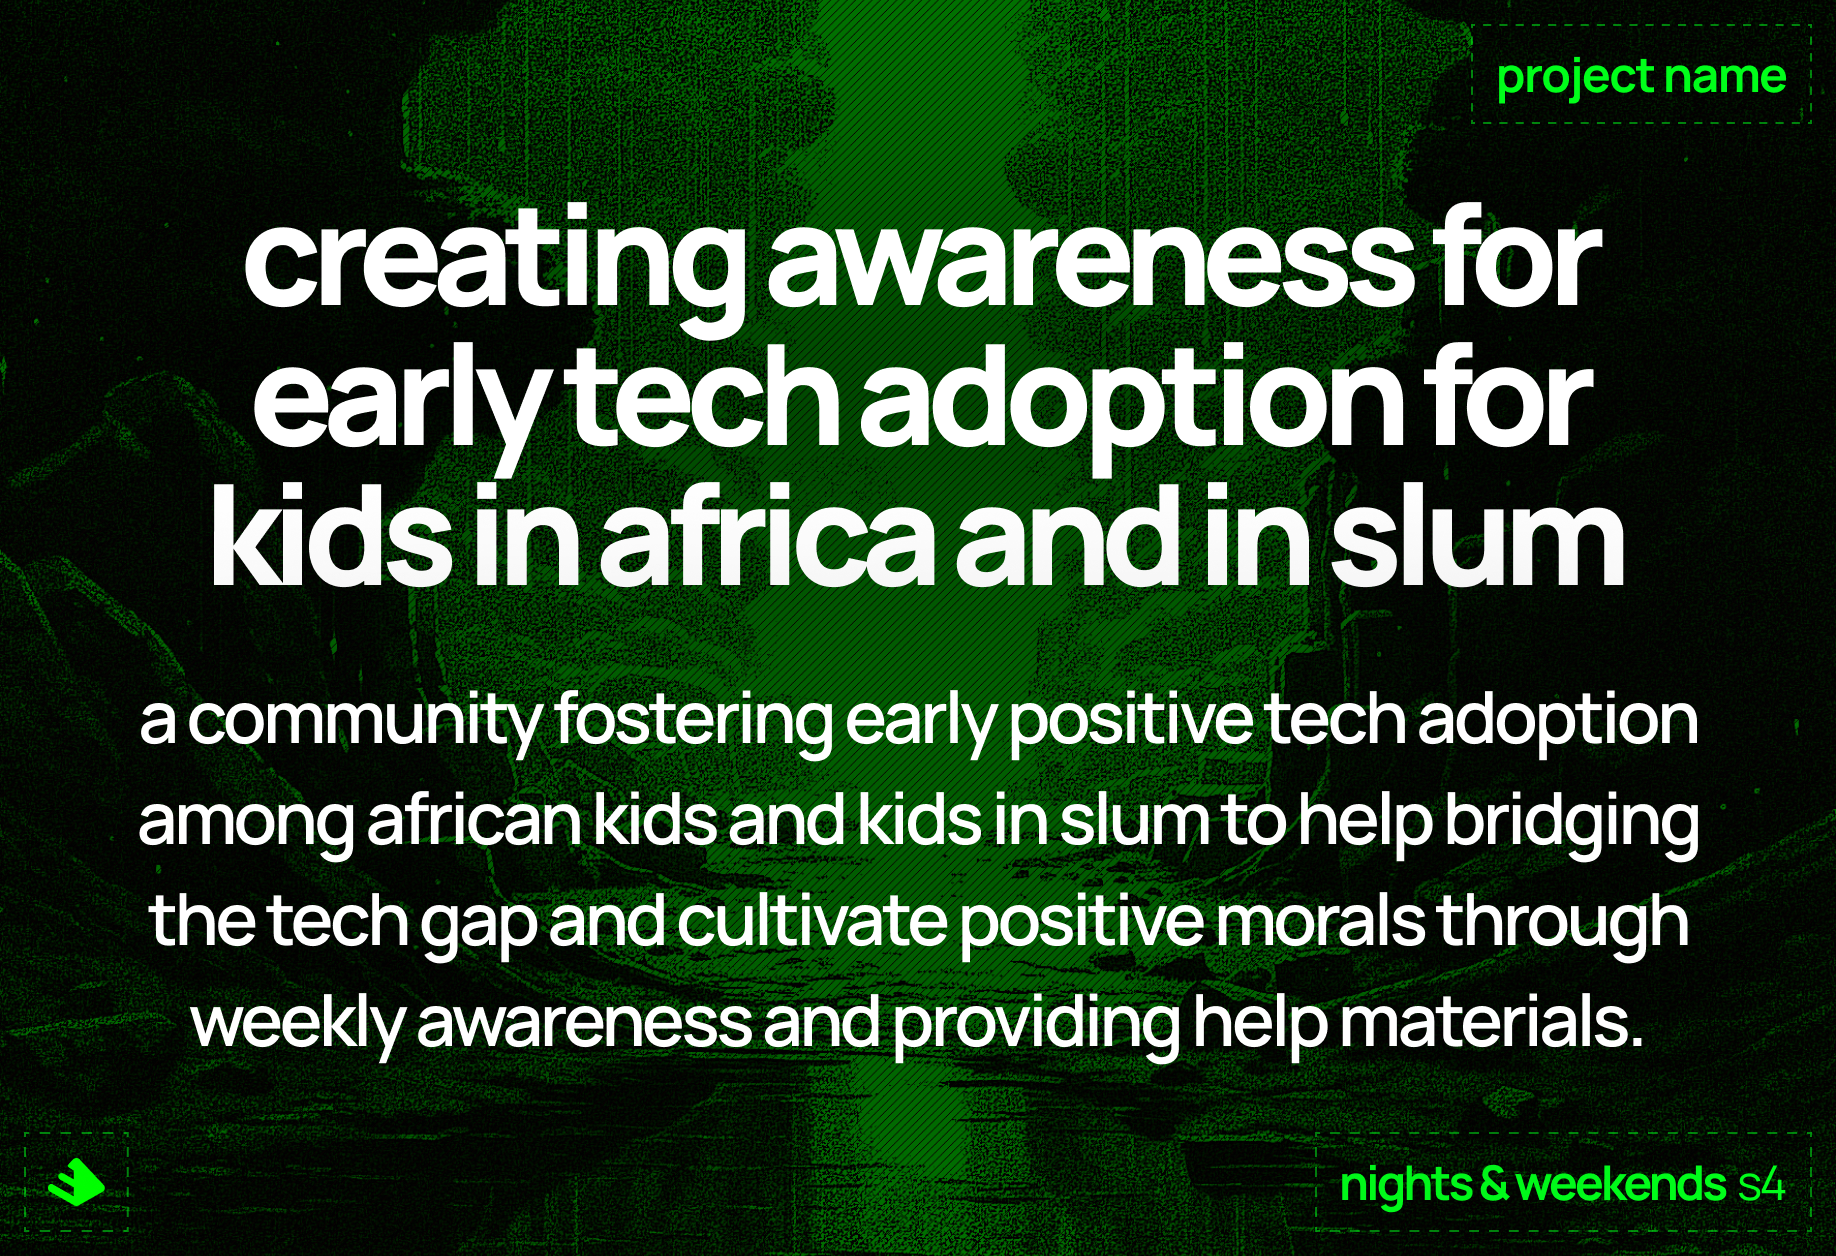 project name
creating awareness for
early tech adoption for
kids in africa and in slum
a community fostering early positive tech adoption
among african kids and kids in slum to help bridging
the tech gap and cultivate positive morals through
weekly awareness and providing help materials.
nights & weekends s4